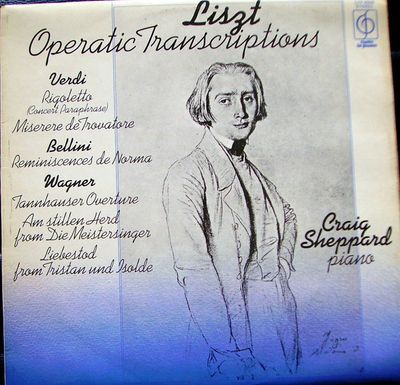 Liszt
Operatic Transcriptions
Verdi
Rigoletto
(Concert Paraphrase)
Miserere de Trovatore
Bellini
Reminiscences de Norma
Wagner
Tannhauser Overture
Am stillen Herd
from Die Meistersinger
Liebestod
from Tristan und Isolde
Craig
Sheppard
piano